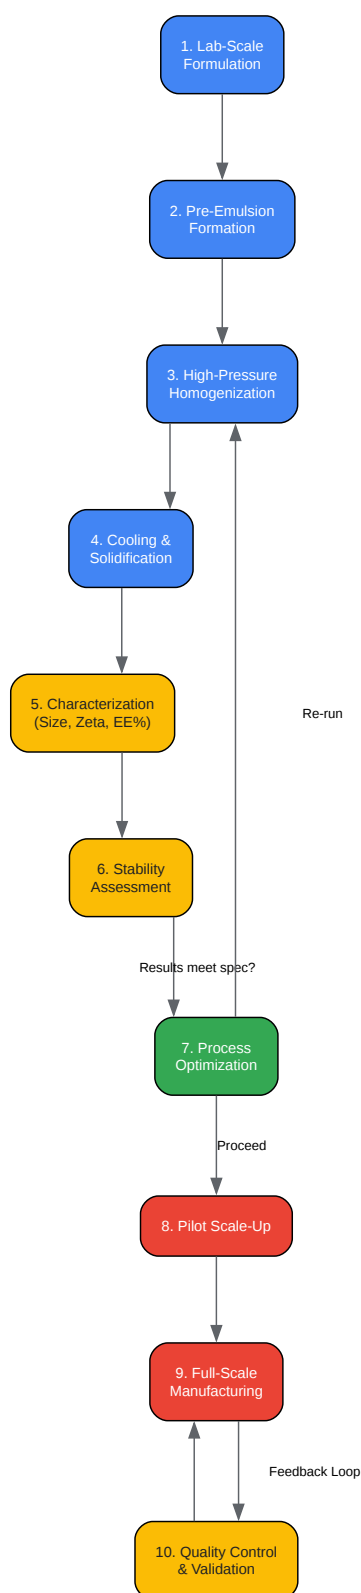 1. Lab-Scale
Formulation
2. Pre-Emulsion
Formation
3. High-Pressure
Homogenization
4. Cooling &
Solidification
5. Characterization
(Size, Zeta, EE%)
Re-run
6. Stability
Assessment
Results meet spec?
7. Process
Optimization
Proceed
8. Pilot Scale-Up
9. Full-Scale
Manufacturing
Feedback Loop
10. Quality Control
& Validation